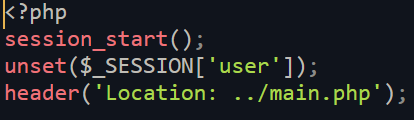 <?php
session_start();
unset($_SESSION['user']);
header('Location: ../main.php');